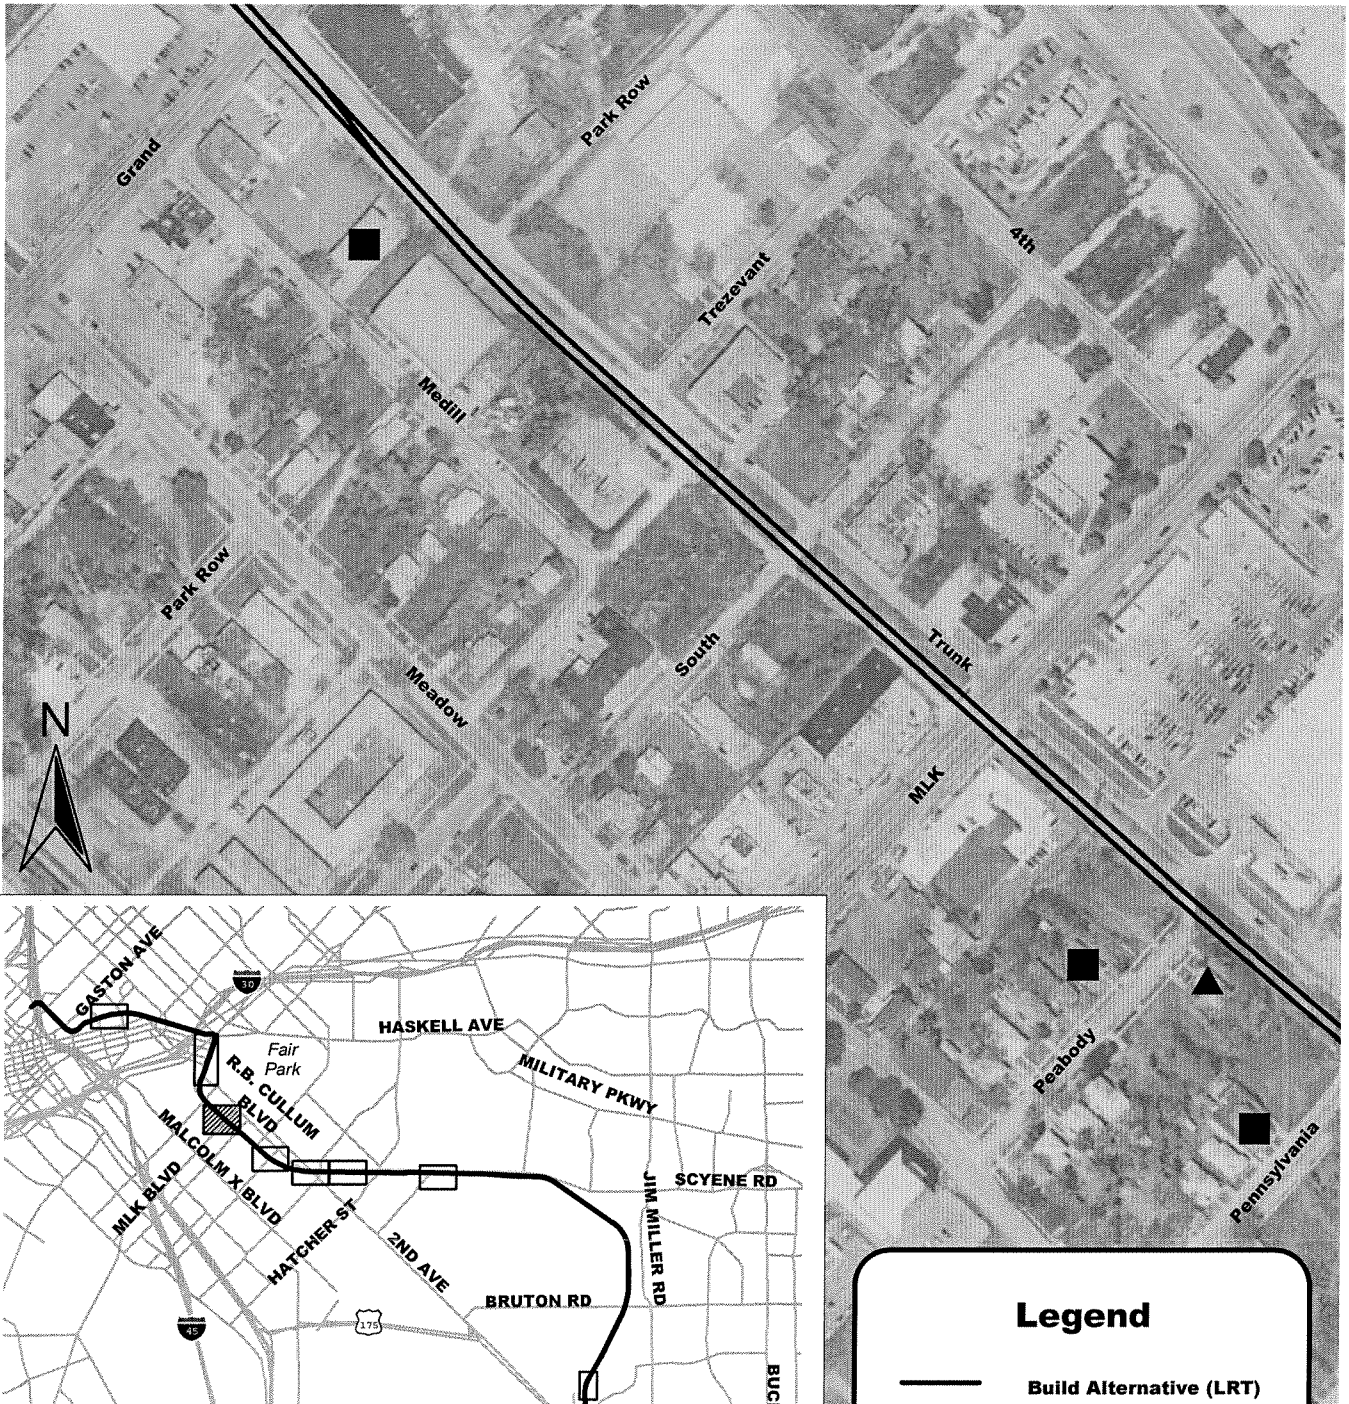 Park Row
Grand
4th
Trezevant
Medill
Park Row
South
Trunk
Meadow
N
MLK
Peabody
Pennsylvania
GASTON AVE
30
HASKELL AVE
Fair
Park
MILITARY PKWY
R.B. CULLUM
BLVD
MALCOLM X BLVD
MLK BLVD
SCYENE RD
JIM MILLER RD
HATCHER ST
2ND AVE
BRUTON RD
175
45
BUC
Legend
Build Alternative (LRT)